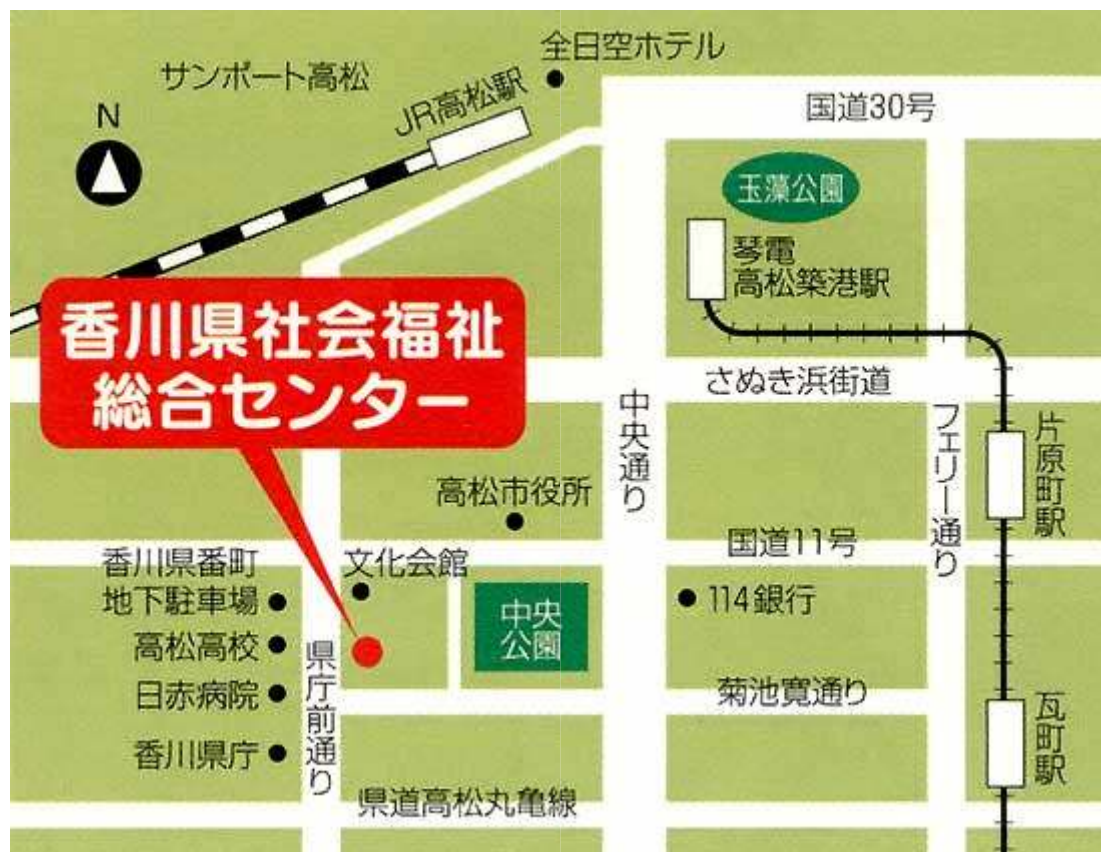 全日空ホテル
サンポート高松
JR高松駅
国道30号
N
玉藻公園
琴電
高松築港駅
香川県社会福祉
総合センター
さぬき浜街道
中央通り
フェリー通り
片原町駅
高松市役所
国道11号
香川県番町
地下駐車場
文化会館
114銀行
中央
公園
高松高校
県庁前通り
日赤病院
菊池寛通り
瓦町駅
香川県庁
県道高松丸亀線